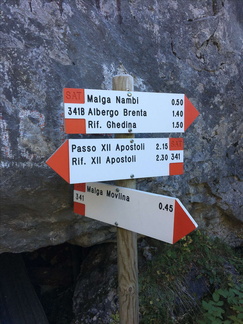 SAT Malga Nambi 0.50
341B Albergo Brenta 1.40
Rif. Ghedina 1.50
Passo XII Apostoli 2.15 SAT
Rif. XII Apostoli 2.30 341
Malga Movlina 0.45
341